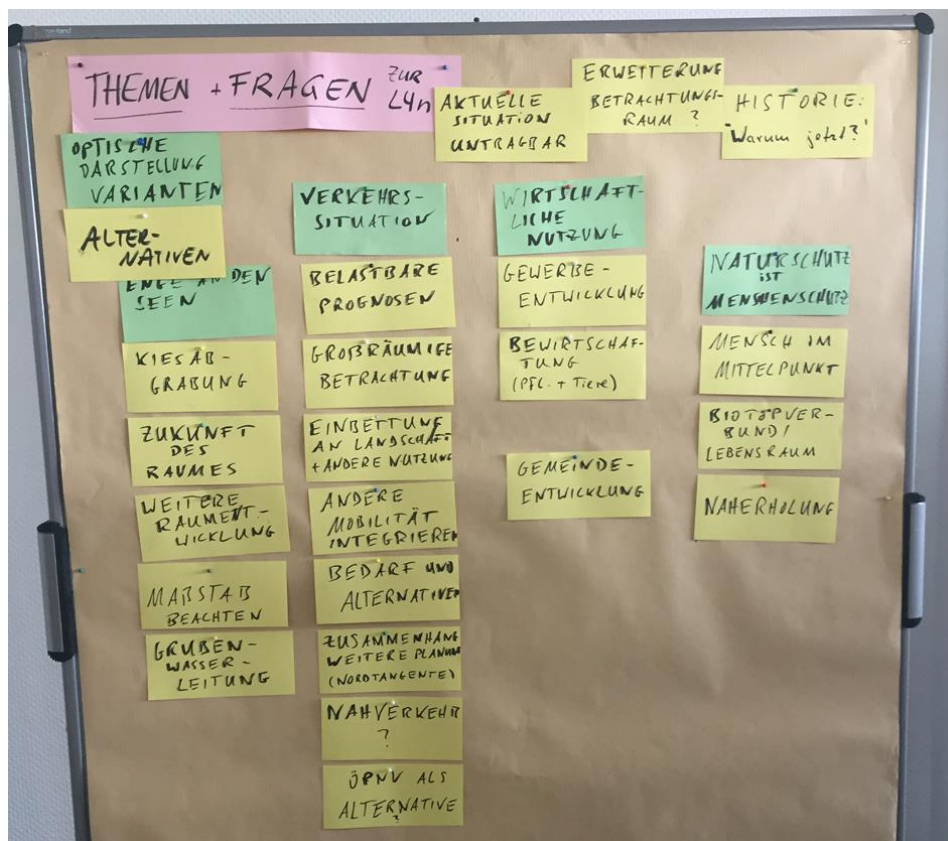 THEMEN + FRAGEN ZUR
L4n
AKTUELLE
SITUATION
UNTRAGBAR
ERWEITERUNG
BETRACHTUNGS-
RAUM ?
HISTORIE:
"Warum jetzt?"
OPTISCHE
DARSTELLUNG
VARIANTEN
ALTER-
NATIVEN
ENGE AN DEN
SEEN
KIESAB-
GRABUNG
ZUKUNFT
DES
RAUMES
WEITERE
RAUMENT-
WICKLUNG
MAßSTAB
BEACHTEN
GRUBEN-
WASSER-
LEITUNG
VERKEHRS-
SITUATION
BELASTBARE
PROGNOSEN
GROßRÄUMIGE
BETRACHTUNG
EINBETTUNG
AN LANDSCHAFT
+ ANDERE NUTZUNG
ANDERE
MOBILITÄT
INTEGRIEREN
BEDARF UND
ALTERNATIVEN
ZUSAMMENHANG
WEITERE PLANUNG
(NORDTANGENTE)
NAHVERKEHR
?
ÖPNV ALS
ALTERNATIVE
?
WIRTSCHAFT-
LICHE
NUTZUNG
GEWERBE-
ENTWICKLUNG
BEWIRTSCHAF-
TUNG
(PFL. + Tiere)
GEMEINDE-
ENTWICKLUNG
NATURSCHUTZ
iST
MENSCHENSCHUTZ
MENSCH IM
MITTELPUNKT
BIOTOPVER-
BUND /
LEBENSRAUM
NAHERHOLUNG